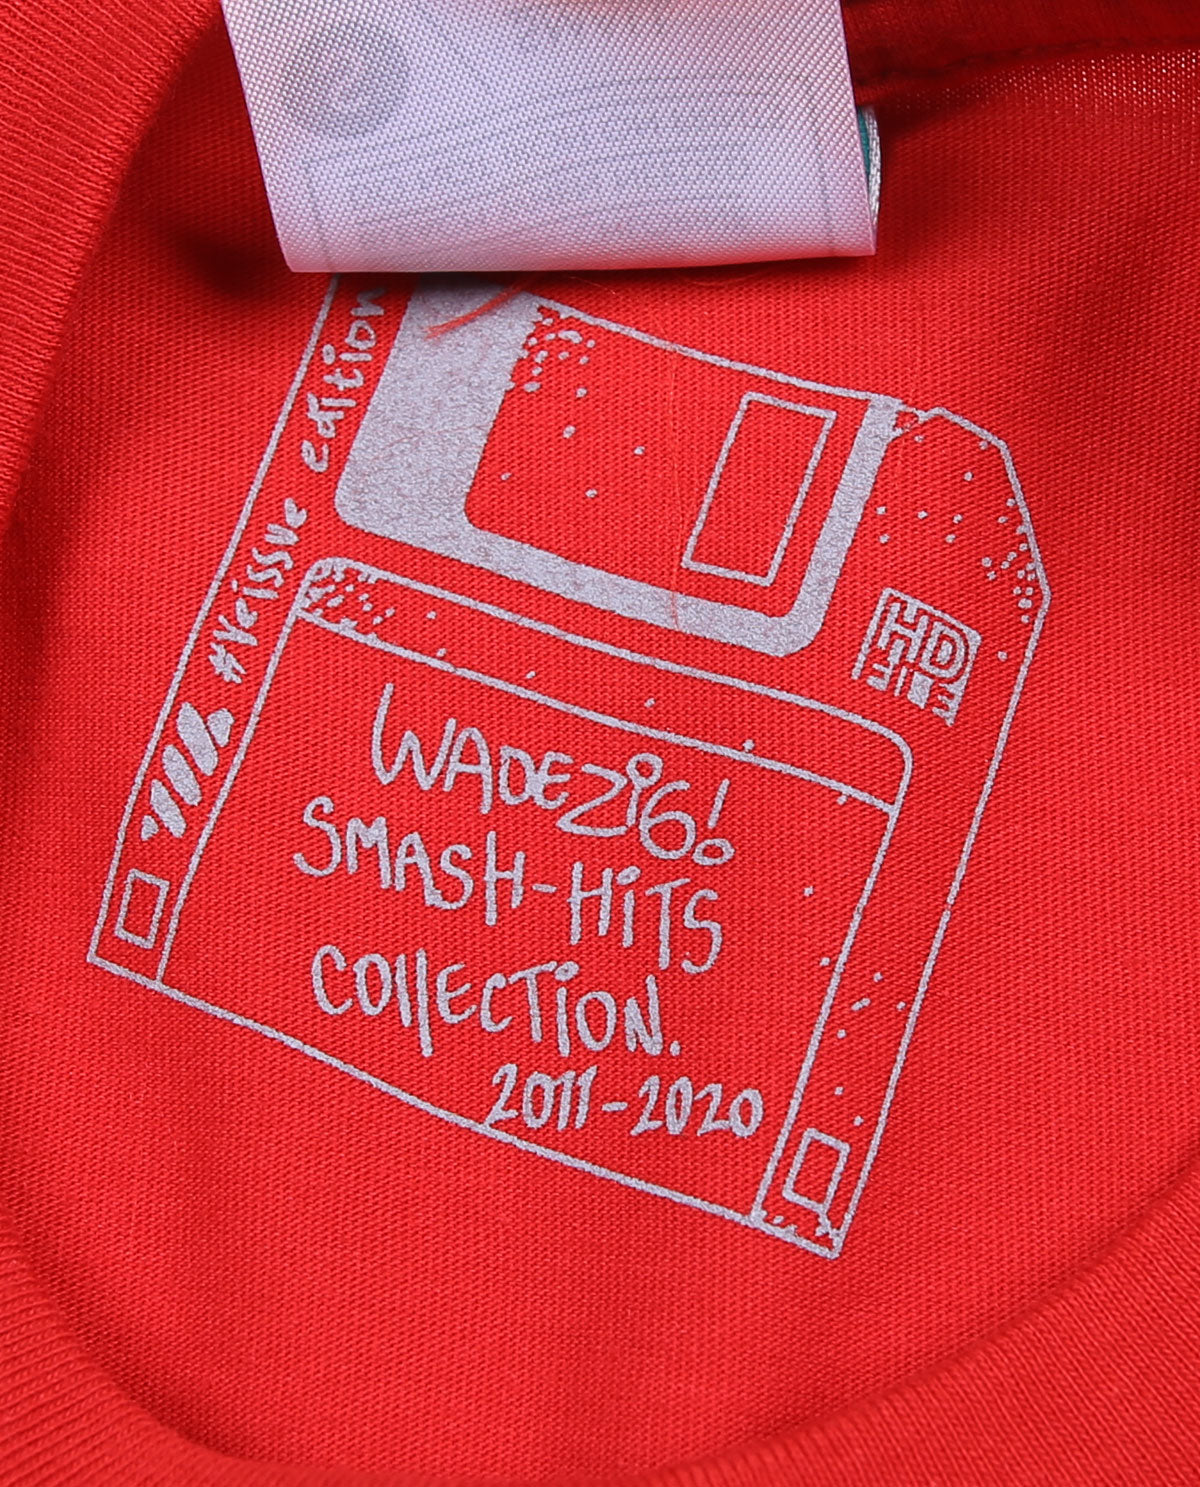 #Reissue edition
HD
WADEZiG!
SMASH-HiTS
COllECTiON.
2011-2020